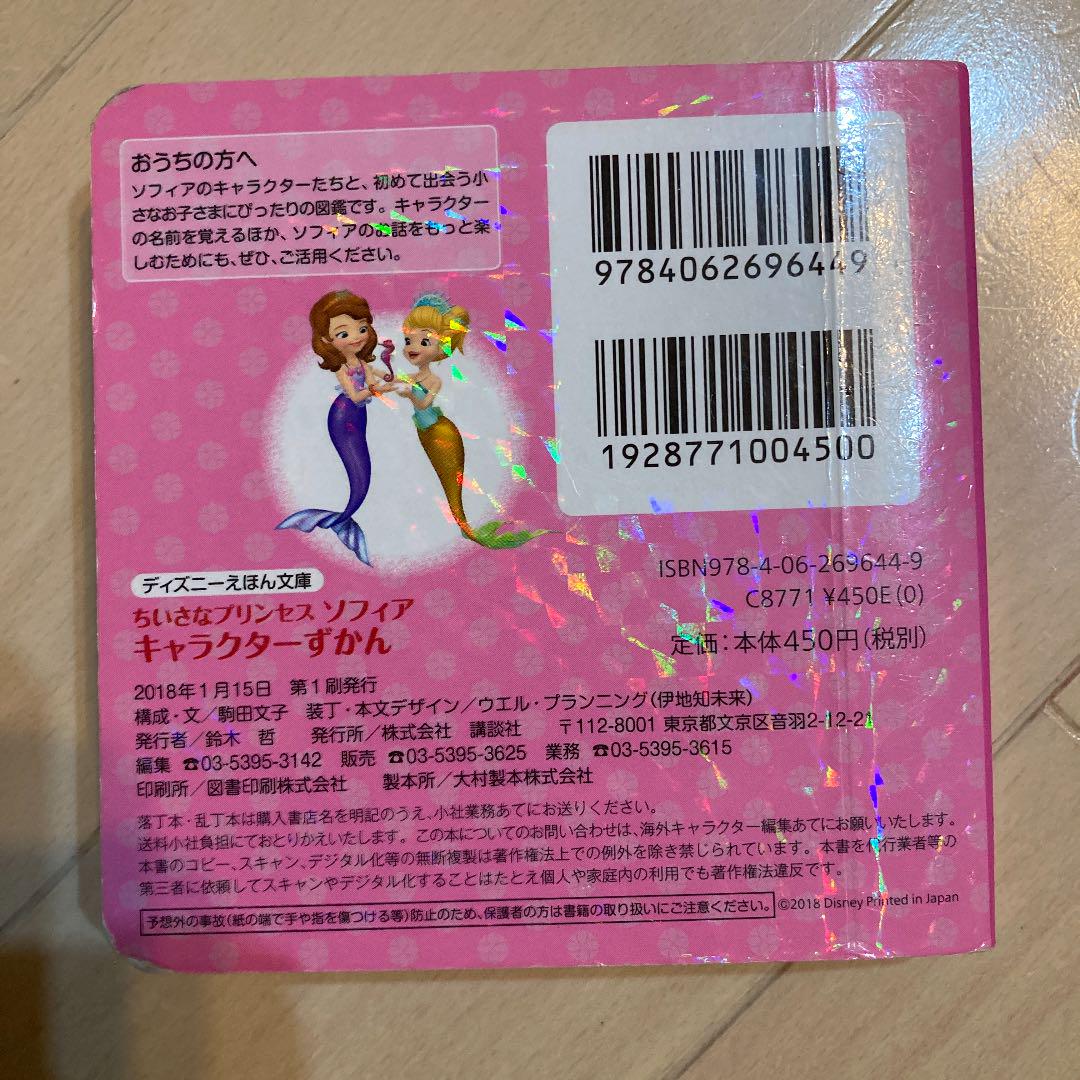 おうちの方へ
ソフィアのキャラクターたちと、初めて出会う小
さなお子さまにぴったりの図鑑です。キャラクター
の名前を覚えるほか、ソフィアのお話をもっと楽
しむためにも、ぜひ、ご活用ください。
9784062696449
1928771004500
ISBN978-4-06-269644-9
C8771 ¥450E(0)
定価:本体450円(税別)
ディズニーえほん文庫
ちいさなプリンセス ソフィア
キャラクターずかん
2018年1月15日 第1刷発行
構成・文/駒田文子 装丁・本文デザイン/ウエル・プランニング(伊地知未来)
発行者/鈴木 哲 発行所/株式会社 講談社 〒112-8001 東京都文京区音羽2-12-21
編集 ☎03-5395-3142 販売 ☎03-5395-3625 業務 ☎03-5395-3615
印刷所/図書印刷株式会社 製本所/大村製本株式会社
落丁本・乱丁本は購入書店名を明記のうえ、小社業務あてにお送りください。
送料小社負担にておとりかえいたします。この本についてのお問い合わせは、海外キャラクター編集あてにお願いいたします。
本書のコピー、スキャン、デジタル化等の無断複製は著作権法上での例外を除き禁じられています。本書を代行業者等の
第三者に依頼してスキャンやデジタル化することはたとえ個人や家庭内の利用でも著作権法違反です。
予想外の事故(紙の端で手や指を傷つける等)防止のため、保護者の方は書籍の取り扱いにご注意ください。
©2018 Disney Printed in Japan